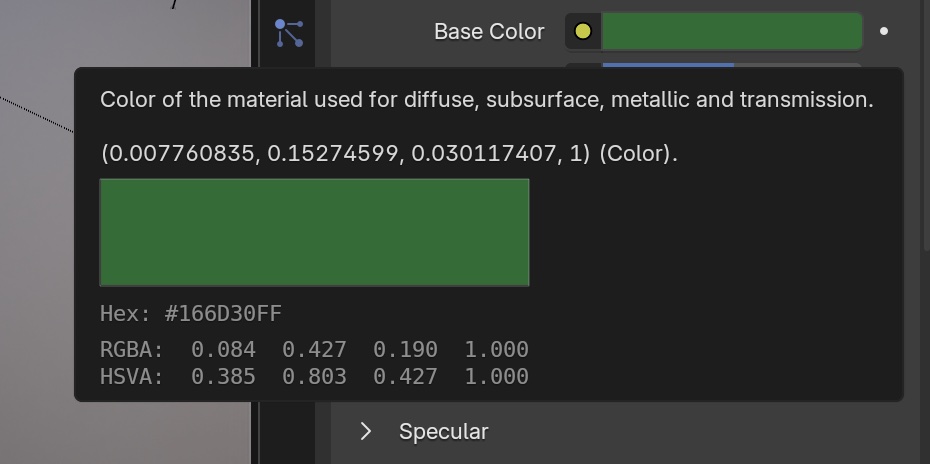 Base Color
Color of the material used for diffuse, subsurface, metallic and transmission.
(0.007760835, 0.15274599, 0.030117407, 1) (Color).
Hex: #166D30FF
RGBA: 0.084 0.427 0.190 1.000
HSVA: 0.385 0.803 0.427 1.000
Specular